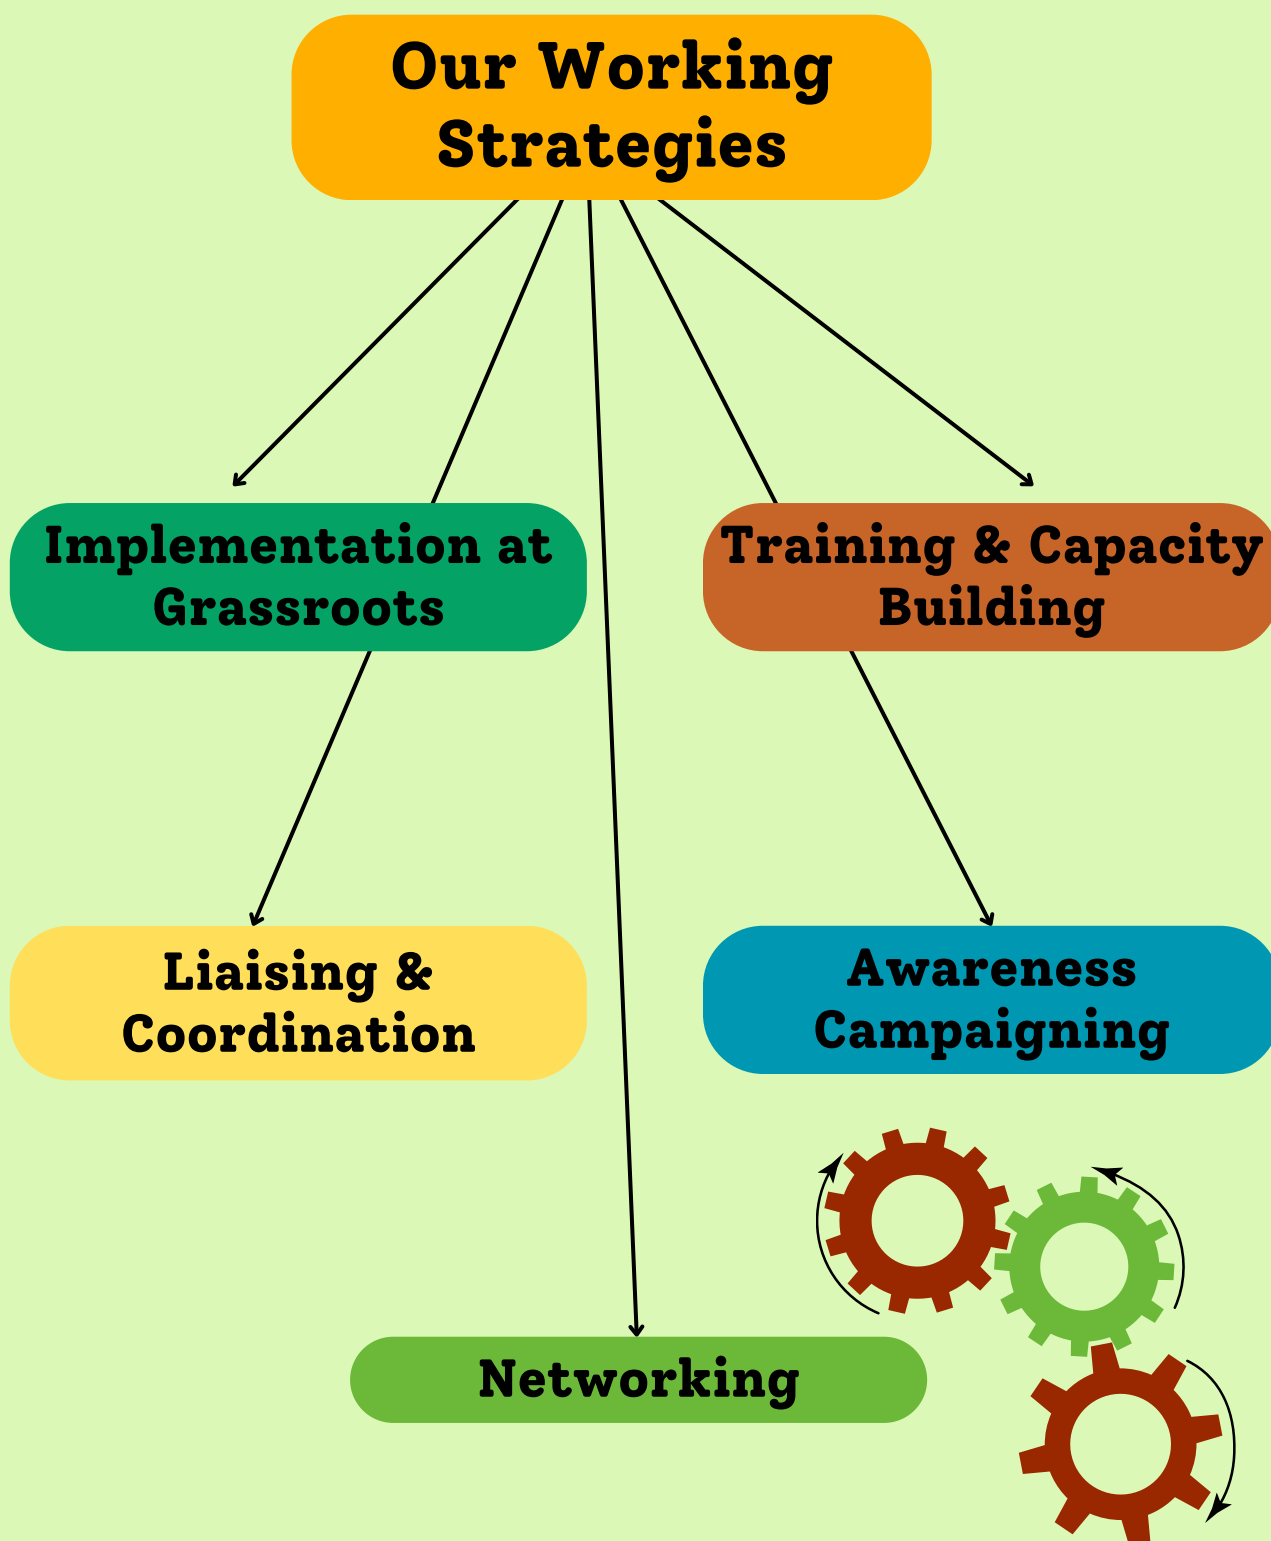 Our Working
Strategies
Implementation at
Grassroots
Training & Capacity
Building
Liaising &
Coordination
Awareness
Campaigning
Networking